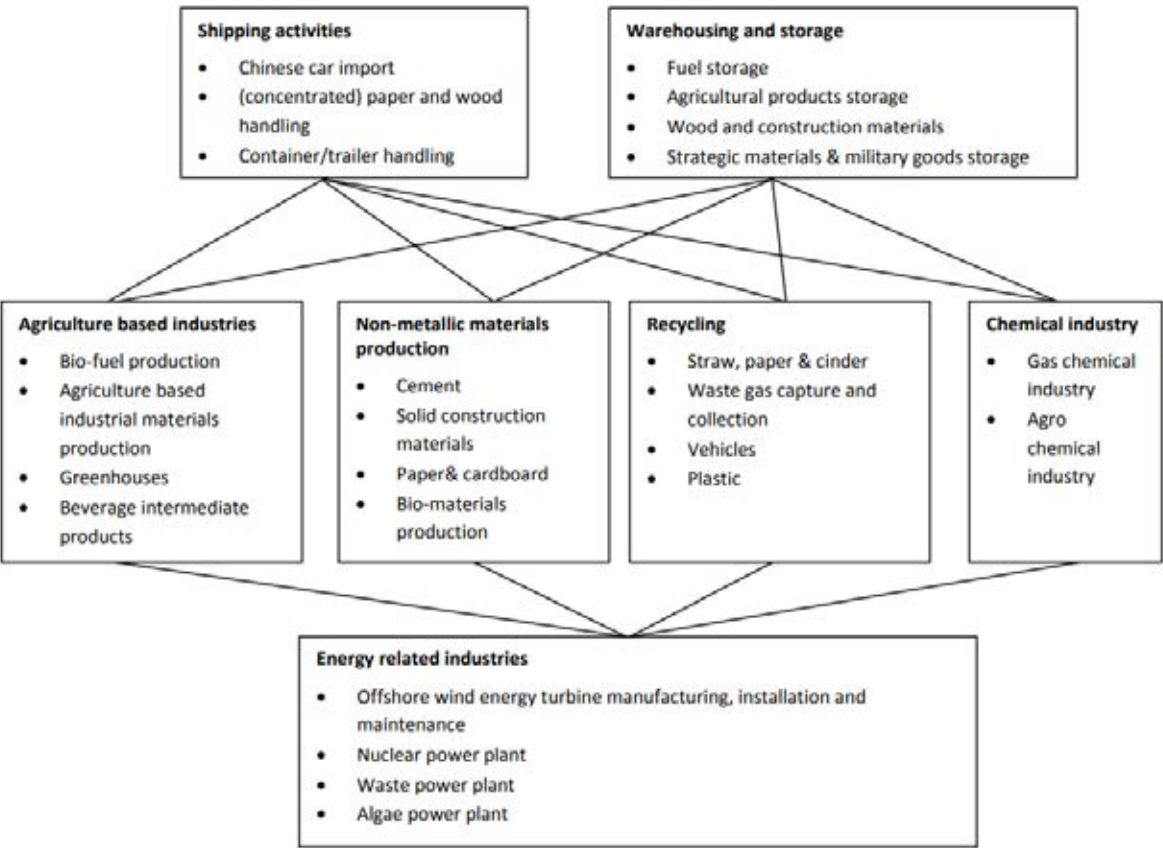 Shipping activities
• Chinese car import
• (concentrated) paper and wood
handling
• Container/trailer handling
Warehousing and storage
• Fuel storage
• Agricultural products storage
• Wood and construction materials
• Strategic materials & military goods storage
Agriculture based industries
• Bio-fuel production
• Agriculture based
industrial materials
production
• Greenhouses
• Beverage intermediate
products
Non-metallic materials
production
• Cement
• Solid construction
materials
• Paper& cardboard
• Bio-materials
production
Recycling
• Straw, paper & cinder
• Waste gas capture and
collection
• Vehicles
• Plastic
Chemical industry
• Gas chemical
industry
• Agro
chemical
industry
Energy related industries
• Offshore wind energy turbine manufacturing, installation and
maintenance
• Nuclear power plant
• Waste power plant
• Algae power plant